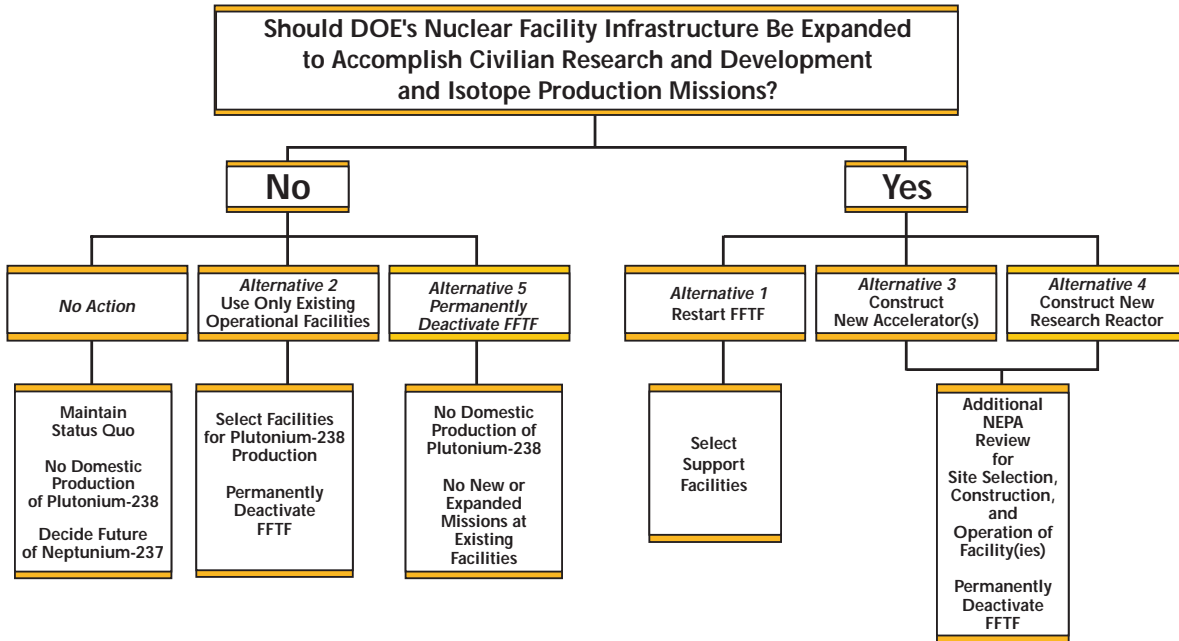 Should DOE's Nuclear Facility Infrastructure Be Expanded
to Accomplish Civilian Research and Development
and Isotope Production Missions?
No
Yes
No Action
Alternative 2
Use Only Existing
Operational Facilities
Alternative 5
Permanently
Deactivate FFTF
Alternative 1
Restart FFTF
Alternative 3
Construct
New Accelerator(s)
Alternative 4
Construct New
Research Reactor
Maintain
Status Quo
No Domestic
Production
of Plutonium-238
Decide Future
of Neptunium-237
Select Facilities
for Plutonium-238
Production
Permanently
Deactivate
FFTF
No Domestic
Production of
Plutonium-238
No New or
Expanded
Missions at
Existing
Facilities
Select
Support
Facilities
Additional
NEPA
Review
for
Site Selection,
Construction,
and
Operation of
Facility(ies)
Permanently
Deactivate
FFTF